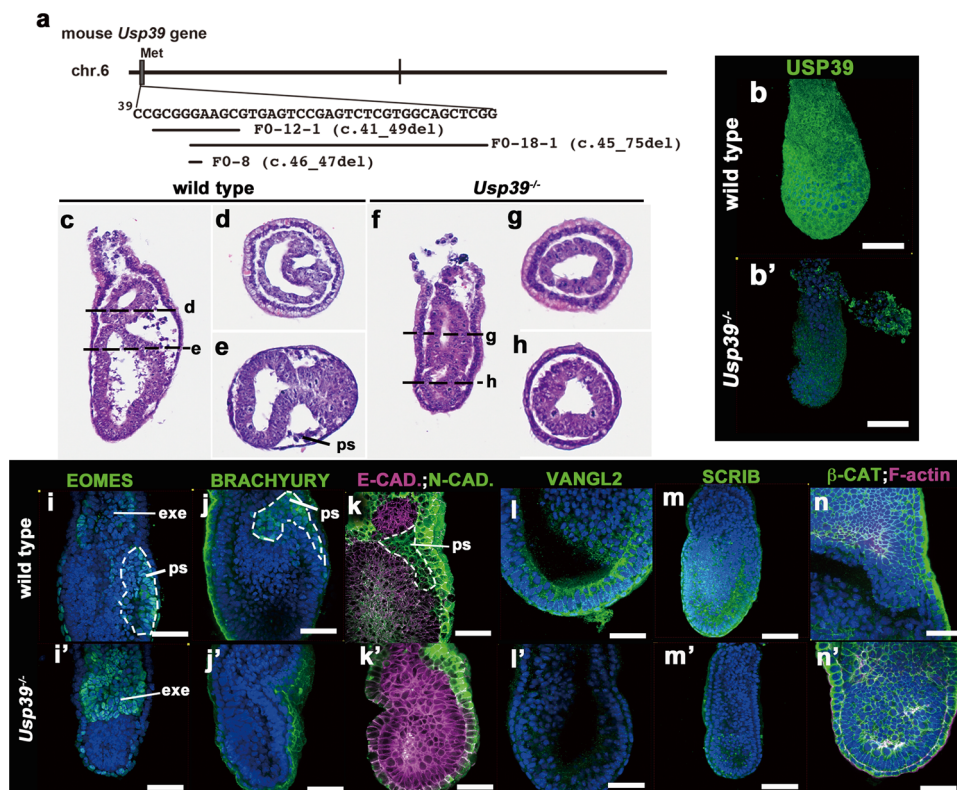 a
mouse Usp39 gene
Met
chr.6
39
CCGCGGGAAGCGTGAGTCCGAGTCTCGTGGCAGCTCGG
F0-12-1 (c.41_49del)
F0-18-1 (c.45_75del)
F0-8 (c.46_47del)
USP39
b
wild type
b'
Usp39-/-
wild type
Usp39-/-
c
d
e
d
e
ps
f
g
h
g
h
EOMES
BRACHYURY
E-CAD.;N-CAD.
VANGL2
SCRIB
β-CAT;F-actin
wild type
i
exe
ps
j
ps
k
ps
l
m
n
Usp39-/-
i'
exe
j'
k'
l'
m'
n'